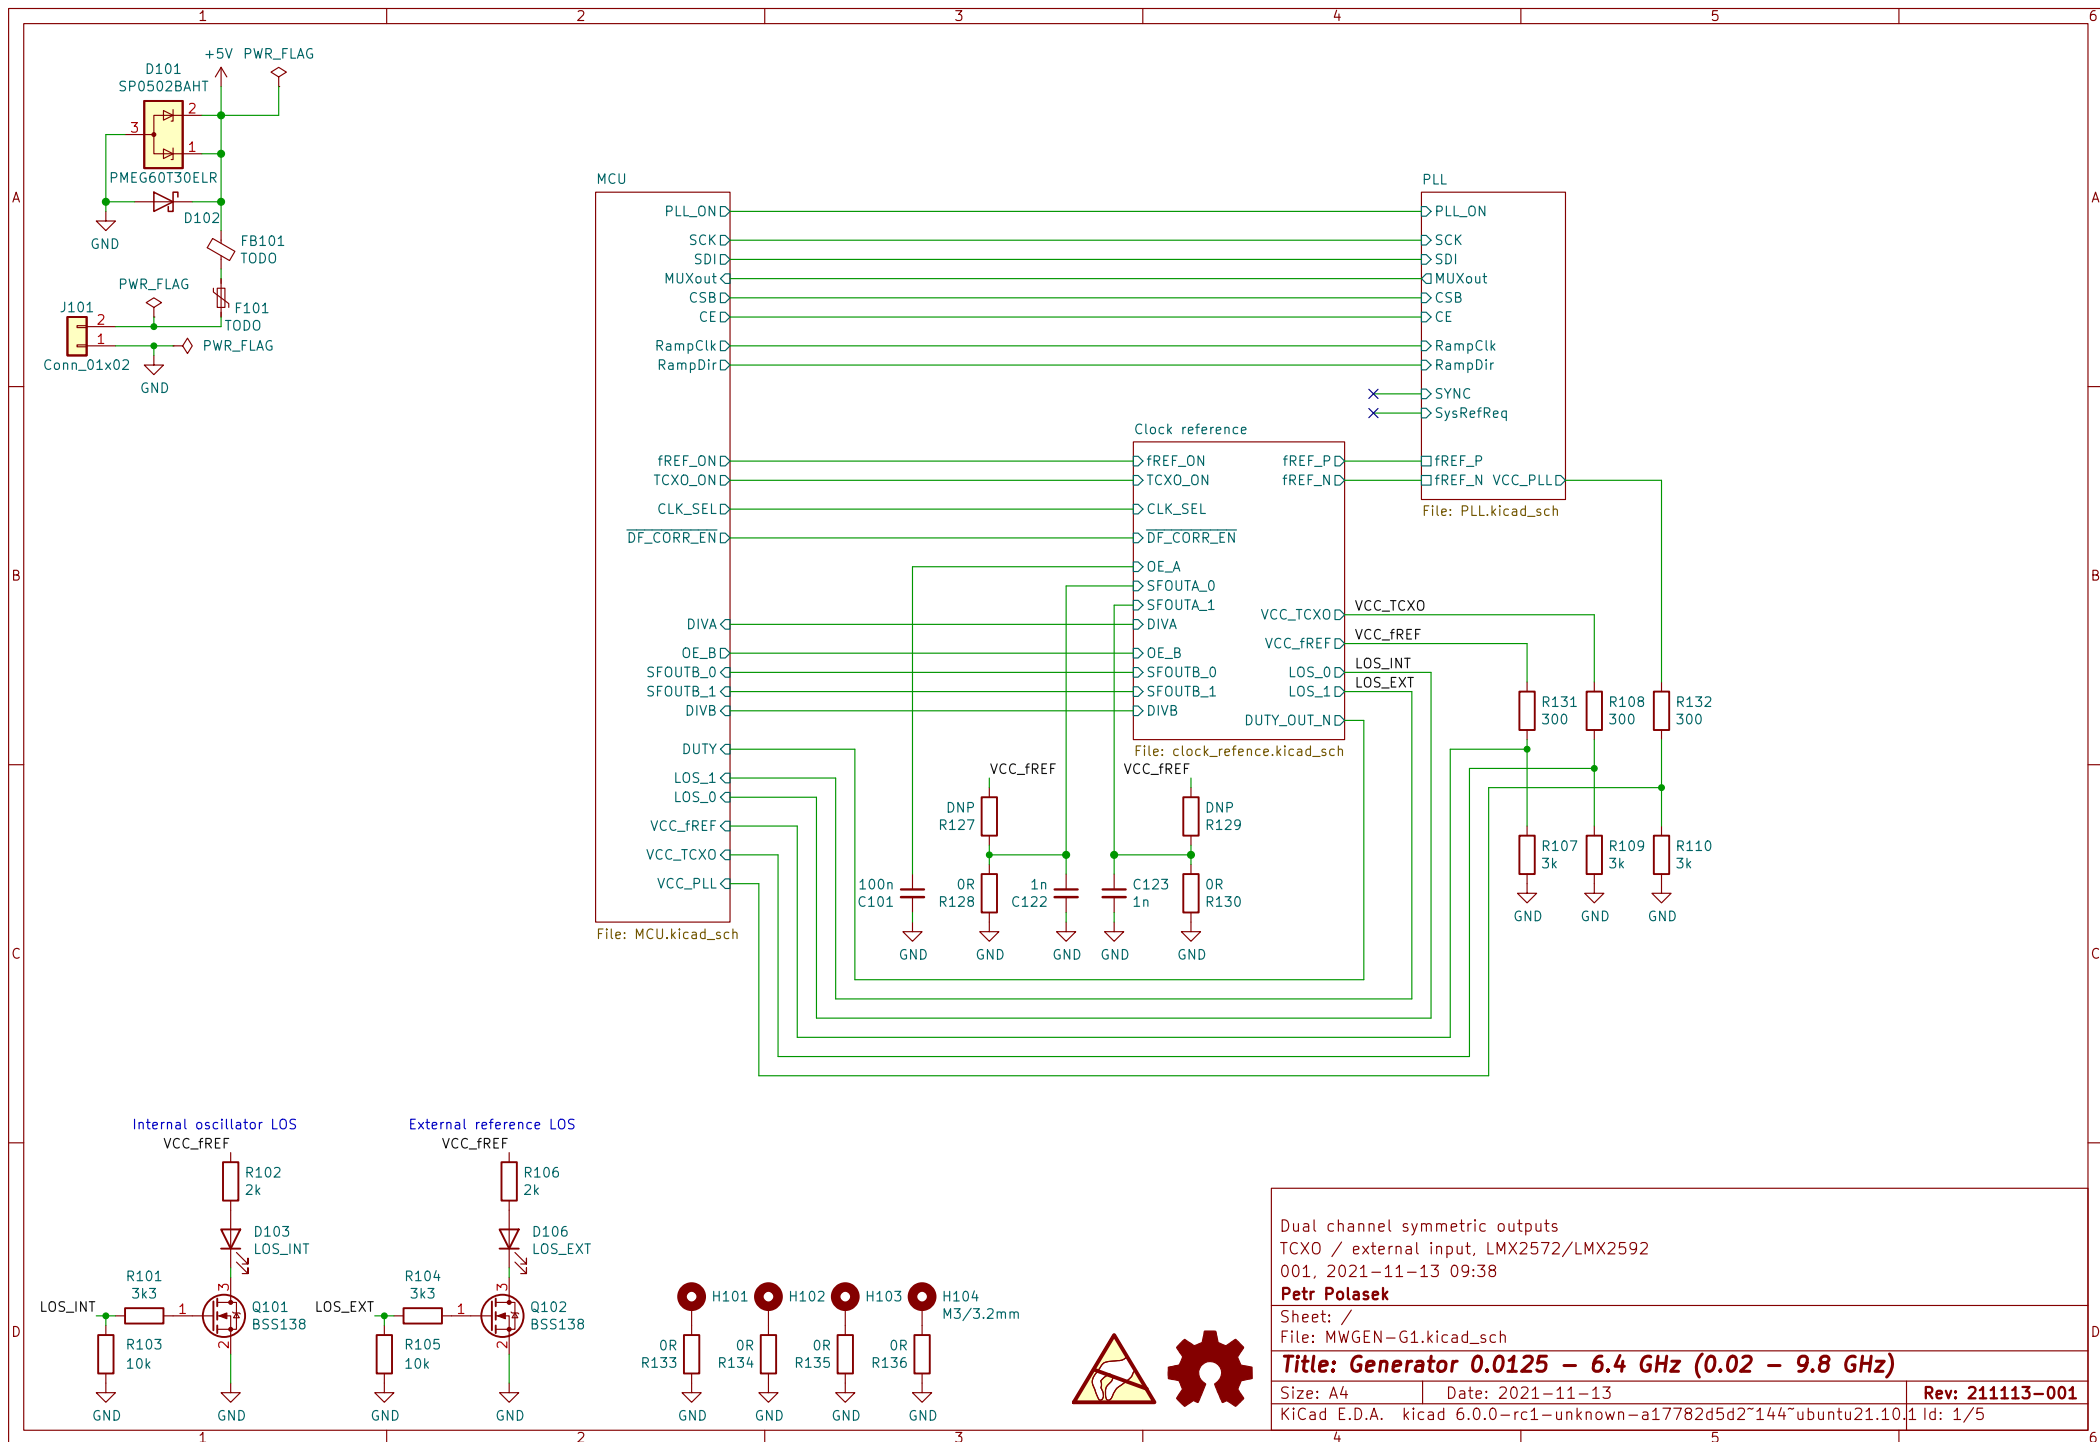 1 2 3 4 5 6
+5V PWR_FLAG
D101
SP0502BAHT
2
3
1
PMEG60T30ELR
D102
GND
FB101
TODO
PWR_FLAG
F101
TODO
J101
2
1
PWR_FLAG
Conn_01x02
GND
A A
B B
C C
D D
MCU
PLL_ON
SCK
SDI
MUXout
CSB
CE
RampClk
RampDir
fREF_ON
TCXO_ON
CLK_SEL
DF_CORR_EN
DIVA
OE_B
SFOUTB_0
SFOUTB_1
DIVB
DUTY
LOS_1
LOS_0
VCC_fREF
VCC_TCXO
VCC_PLL
File: MCU.kicad_sch
PLL
PLL_ON
SCK
SDI
MUXout
CSB
CE
RampClk
RampDir
SYNC
SysRefReq
fREF_P
fREF_N VCC_PLL
File: PLL.kicad_sch
Clock reference
fREF_ON fREF_P
TCXO_ON fREF_N
CLK_SEL
DF_CORR_EN
OE_A
SFOUTA_0
SFOUTA_1
VCC_TCXO
DIVA
VCC_fREF
OE_B
SFOUTB_0 LOS_0
SFOUTB_1 LOS_1
DIVB
DUTY_OUT_N
File: clock_refence.kicad_sch
VCC_TCXO
VCC_fREF
LOS_INT
LOS_EXT
R131
300
R108
300
R132
300
R107
3k
R109
3k
R110
3k
GND GND GND
VCC_fREF VCC_fREF
DNP
R127
DNP
R129
100n
C101
0R
R128
1n
C122
C123
1n
0R
R130
GND GND GND GND GND
Internal oscillator LOS
VCC_fREF
R102
2k
D103
LOS_INT
R101
3k3
LOS_INT
1
3
2
Q101
BSS138
R103
10k
GND GND
External reference LOS
VCC_fREF
R106
2k
D106
LOS_EXT
R104
3k3
LOS_EXT
1
3
2
Q102
BSS138
R105
10k
GND GND
H101 H102 H103 H104
M3/3.2mm
0R
R133
0R
R134
0R
R135
0R
R136
GND GND GND GND
Dual channel symmetric outputs
TCXO / external input, LMX2572/LMX2592
001, 2021-11-13 09:38
Petr Polasek
Sheet: /
File: MWGEN-G1.kicad_sch
Title: Generator 0.0125 - 6.4 GHz (0.02 - 9.8 GHz)
Size: A4 Date: 2021-11-13 Rev: 211113-001
KiCad E.D.A. kicad 6.0.0-rc1-unknown-a17782d5d2~144~ubuntu21.10.1 Id: 1/5
1 2 3 4 5 6